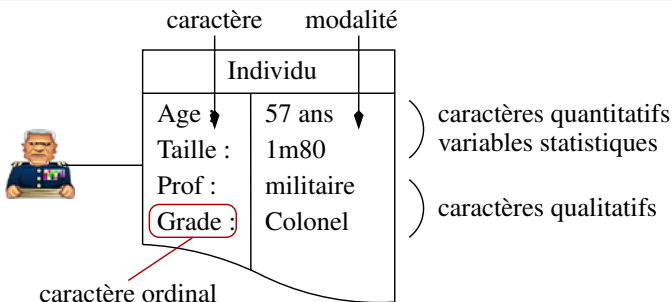 caractère modalité
Individu
Age : 57 ans
Taille : 1m80
Prof : militaire
Grade : Colonel
caractères quantitatifs
variables statistiques
caractères qualitatifs
caractère ordinal